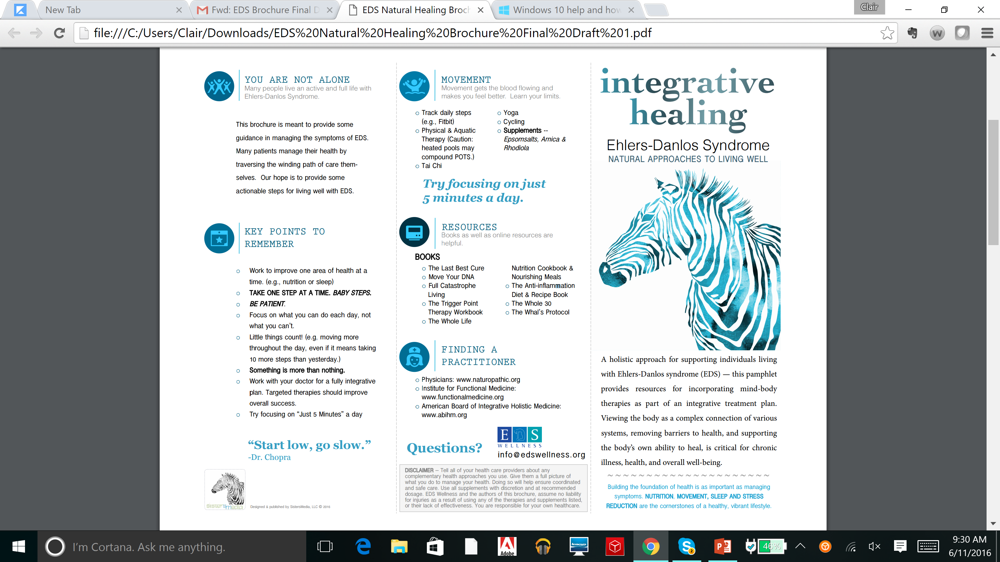 New Tab
Fwd: EDS Brochure Final D
EDS Natural Healing Broch
Windows 10 help and how
Clair
file:///C:/Users/Clair/Downloads/EDS%20Natural%20Healing%20Brochure%20Final%20Draft%201.pdf
YOU ARE NOT ALONE
Many people live an active and full life with
Ehlers-Danlos Syndrome.
This brochure is meant to provide some
guidance in managing the symptoms of EDS.
Many patients manage their health by
traversing the winding path of care them-
selves. Our hope is to provide some
actionable steps for living well with EDS.
KEY POINTS TO
REMEMBER
Work to improve one area of health at a
time. (e.g., nutrition or sleep)
TAKE ONE STEP AT A TIME. BABY STEPS.
BE PATIENT.
Focus on what you can do each day, not
what you can't.
Little things count! (e.g, moving more
throughout the day, even if it means taking
10 more steps than yesterday.)
Something is more than nothing.
Work with your doctor for a fully integrative
plan. Targeted therapies should improve
overall success.
Try focusing on “Just 5 Minutes” a day
“Start low, go slow.”
-Dr. Chopra
sistersmedia
Designed & published by SistersMedia, LLC © 2016
MOVEMENT
Movement gets the blood flowing and
makes you feel better. Learn your limits.
Track daily steps
(e.g., Fitbit)
Physical & Aquatic
Therapy (Caution:
heated pools may
compound POTS.)
Tai Chi
Yoga
Cycling
Supplements --
Epsomsalts, Arnica &
Rhodiola
Try focusing on just
5 minutes a day.
RESOURCES
Books as well as online resources are
helpful.
BOOKS
The Last Best Cure
Move Your DNA
Full Catastrophe
Living
The Trigger Point
Therapy Workbook
The Whole Life
Nutrition Cookbook &
Nourishing Meals
The Anti-inflammation
Diet & Recipe Book
The Whole 30
The Whal's Protocol
FINDING A
PRACTITIONER
Physicians: www.naturopathic.org
Institute for Functional Medicine:
www.functionalmedicine.org
American Board of Integrative Holistic Medicine:
www.abihm.org
Questions?
EDS
WELLNESS
info@edswellness.org
DISCLAIMER -- Tell all of your health care providers about any
complementary health approaches you use. Give them a full picture of
what you do to manage your health. Doing so will help ensure coordinated
and safe care. Use all supplements with discretion and at recommended
dosage. EDS Wellness and the authors of this brochure, assume no liability
for injuries as a result of using any of the therapies and supplements listed,
or their lack of effectiveness. You are responsible for your own healthcare.
integrative
healing
Ehlers-Danlos Syndrome
NATURAL APPROACHES TO LIVING WELL
A holistic approach for supporting individuals living
with Ehlers-Danlos syndrome (EDS) — this pamphlet
provides resources for incorporating mind-body
therapies as part of an integrative treatment plan.
Viewing the body as a complex connection of various
systems, removing barriers to health, and supporting
the body's own ability to heal, is critical for chronic
illness, health, and overall well-being.
~ ~ ~ ~ ~ ~ ~ ~ ~ ~ ~ ~ ~ ~ ~ ~ ~ ~ ~ ~ ~
Building the foundation of health is as important as managing
symptoms. NUTRITION, MOVEMENT, SLEEP AND STRESS
REDUCTION are the cornerstones of a healthy, vibrant lifestyle.
I'm Cortana. Ask me anything.
Adobe
lenovo
2
46%
9:30 AM
6/11/2016